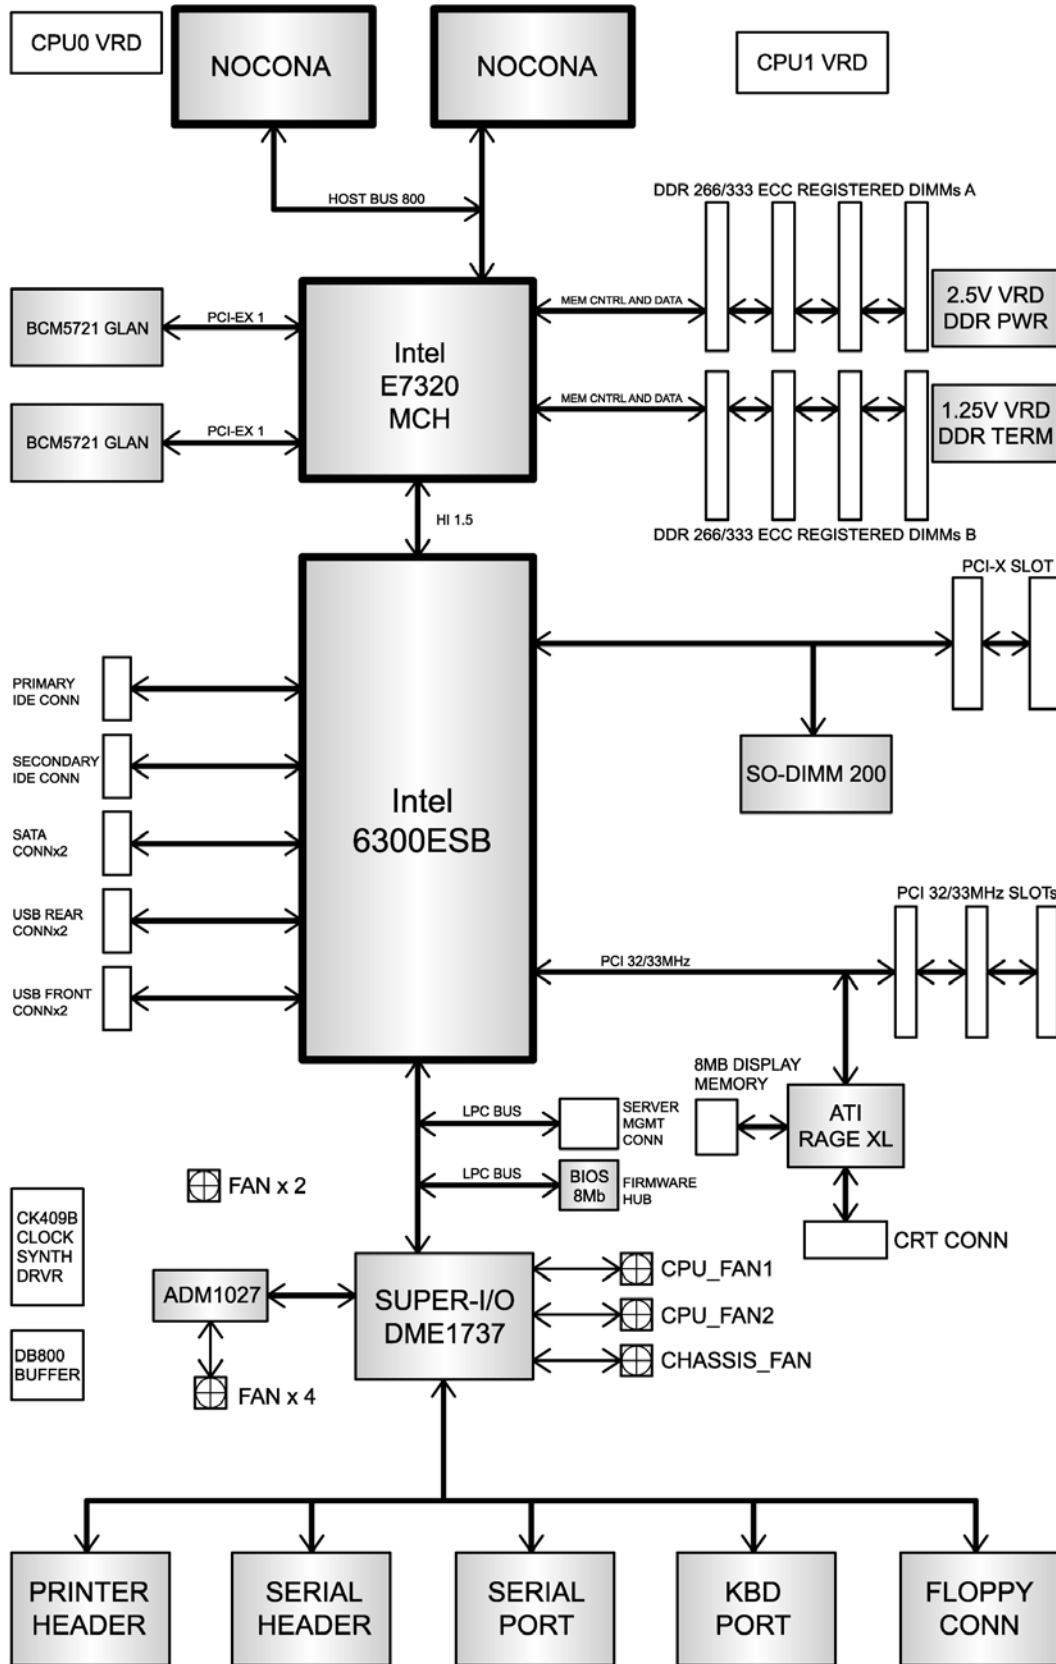 CPU0 VRD
NOCONA
NOCONA
CPU1 VRD
HOST BUS 800
DDR 266/333 ECC REGISTERED DIMMs A
BCM5721 GLAN
PCI-EX 1
Intel
E7320
MCH
MEM CNTRL AND DATA
2.5V VRD
DDR PWR
BCM5721 GLAN
PCI-EX 1
MEM CNTRL AND DATA
1.25V VRD
DDR TERM
HI 1.5
DDR 266/333 ECC REGISTERED DIMMs B
PCI-X SLOT
PRIMARY
IDE CONN
SECONDARY
IDE CONN
SO-DIMM 200
Intel
6300ESB
SATA
CONNx2
USB REAR
CONNx2
USB FRONT
CONNx2
PCI 32/33MHz SLOTs
PCI 32/33MHz
8MB DISPLAY
MEMORY
ATI
RAGE XL
LPC BUS
SERVER
MGMT
CONN
LPC BUS
BIOS
8Mb
FIRMWARE
HUB
CRT CONN
FAN x 2
CK409B
CLOCK
SYNTH
DRVR
ADM1027
SUPER-I/O
DME1737
CPU_FAN1
CPU_FAN2
CHASSIS_FAN
DB800
BUFFER
FAN x 4
PRINTER
HEADER
SERIAL
HEADER
SERIAL
PORT
KBD
PORT
FLOPPY
CONN